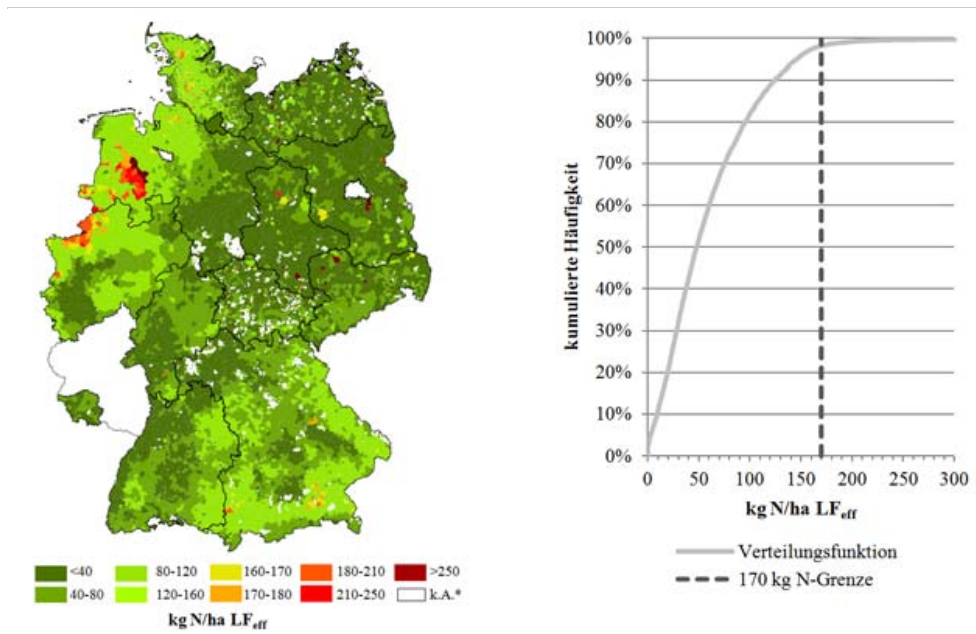 <40
80-120
160-170
180-210
>250
40-80
120-160
170-180
210-250
k.A.*
kg N/ha LF_eff
kumulierte Häufigkeit
100%
90%
80%
70%
60%
50%
40%
30%
20%
10%
0%
0 50 100 150 200 250 300
kg N/ha LF_eff
Verteilungsfunktion
170 kg N-Grenze